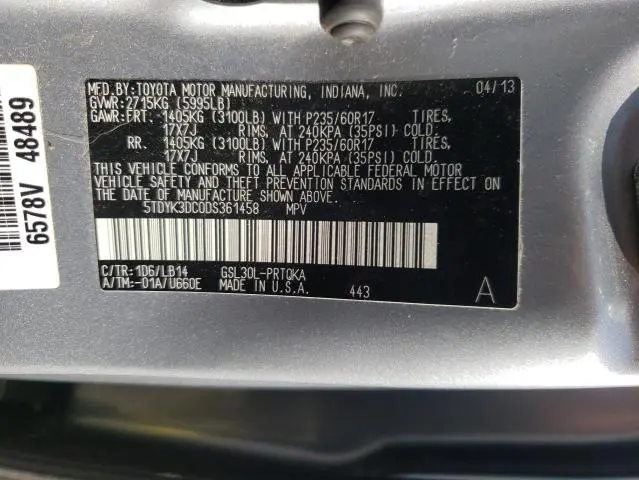 MFD.BY:TOYOTA MOTOR MANUFACTURING, INDIANA, INC. 04/13
GVWR:2715KG (5995LB)
GAWR:FRT. 1405KG (3100LB) WITH P235/60R17 TIRES,
17X7J RIMS, AT 240KPA (35PSI) COLD.
RR. 1405KG (3100LB) WITH P235/60R17 TIRES,
17X7J RIMS, AT 240KPA (35PSI) COLD.
THIS VEHICLE CONFORMS TO ALL APPLICABLE FEDERAL MOTOR
VEHICLE SAFETY AND THEFT PREVENTION STANDARDS IN EFFECT ON
THE DATE OF MANUFACTURE SHOWN ABOVE.
5TDYK3DC0DS361458 MPV
C/TR:1D6/LB14 GSL30L-PRTQKA
A/TM:-01A/U660E MADE IN U.S.A. 443 A
6578V 48489